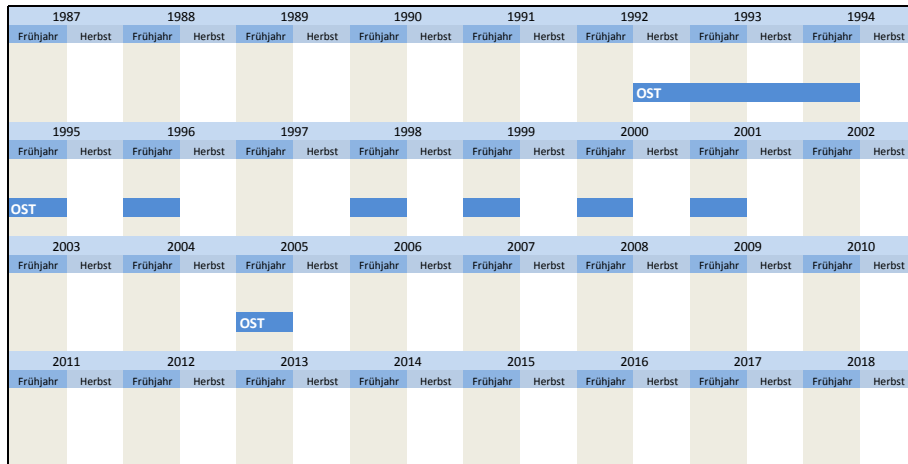 1987 1988 1989 1990 1991 1992 1993 1994
Frühjahr Herbst Frühjahr Herbst Frühjahr Herbst Frühjahr Herbst Frühjahr Herbst Frühjahr Herbst Frühjahr Herbst Frühjahr Herbst
OST
1995 1996 1997 1998 1999 2000 2001 2002
Frühjahr Herbst Frühjahr Herbst Frühjahr Herbst Frühjahr Herbst Frühjahr Herbst Frühjahr Herbst Frühjahr Herbst Frühjahr Herbst
OST
2003 2004 2005 2006 2007 2008 2009 2010
Frühjahr Herbst Frühjahr Herbst Frühjahr Herbst Frühjahr Herbst Frühjahr Herbst Frühjahr Herbst Frühjahr Herbst Frühjahr Herbst
OST
2011 2012 2013 2014 2015 2016 2017 2018
Frühjahr Herbst Frühjahr Herbst Frühjahr Herbst Frühjahr Herbst Frühjahr Herbst Frühjahr Herbst Frühjahr Herbst Frühjahr Herbst